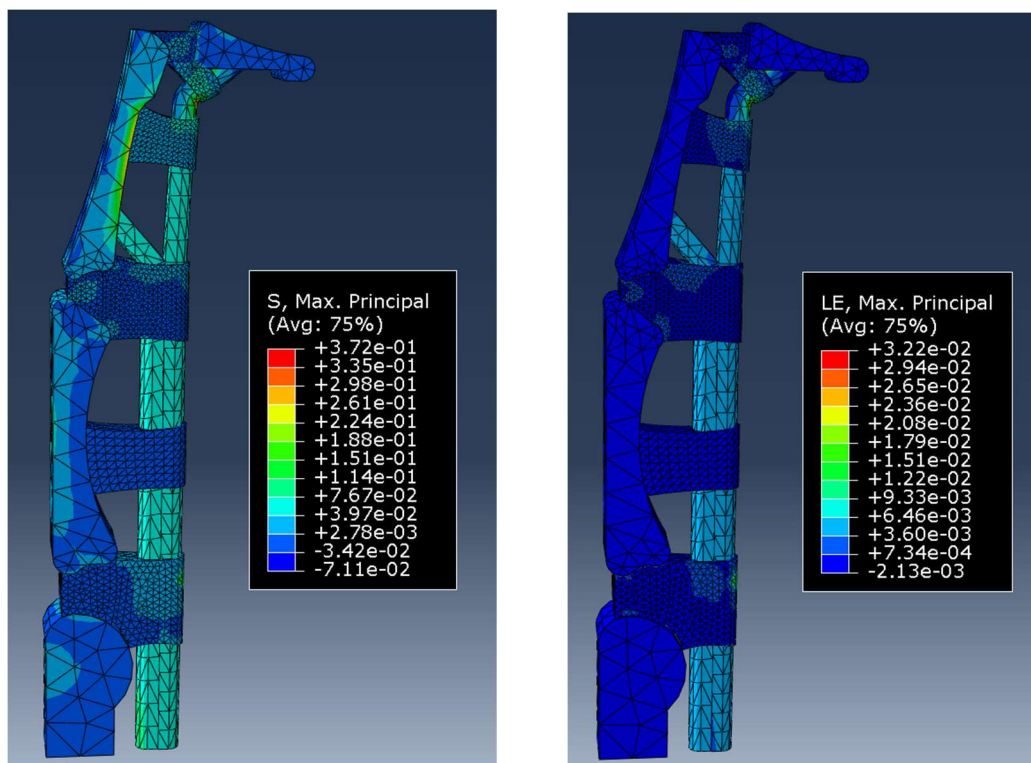 S, Max. Principal
(Avg: 75%)
+3.72e-01
+3.35e-01
+2.98e-01
+2.61e-01
+2.24e-01
+1.88e-01
+1.51e-01
+1.14e-01
+7.67e-02
+3.97e-02
+2.78e-03
-3.42e-02
-7.11e-02
LE, Max. Principal
(Avg: 75%)
+3.22e-02
+2.94e-02
+2.65e-02
+2.36e-02
+2.08e-02
+1.79e-02
+1.51e-02
+1.22e-02
+9.33e-03
+6.46e-03
+3.60e-03
+7.34e-04
-2.13e-03